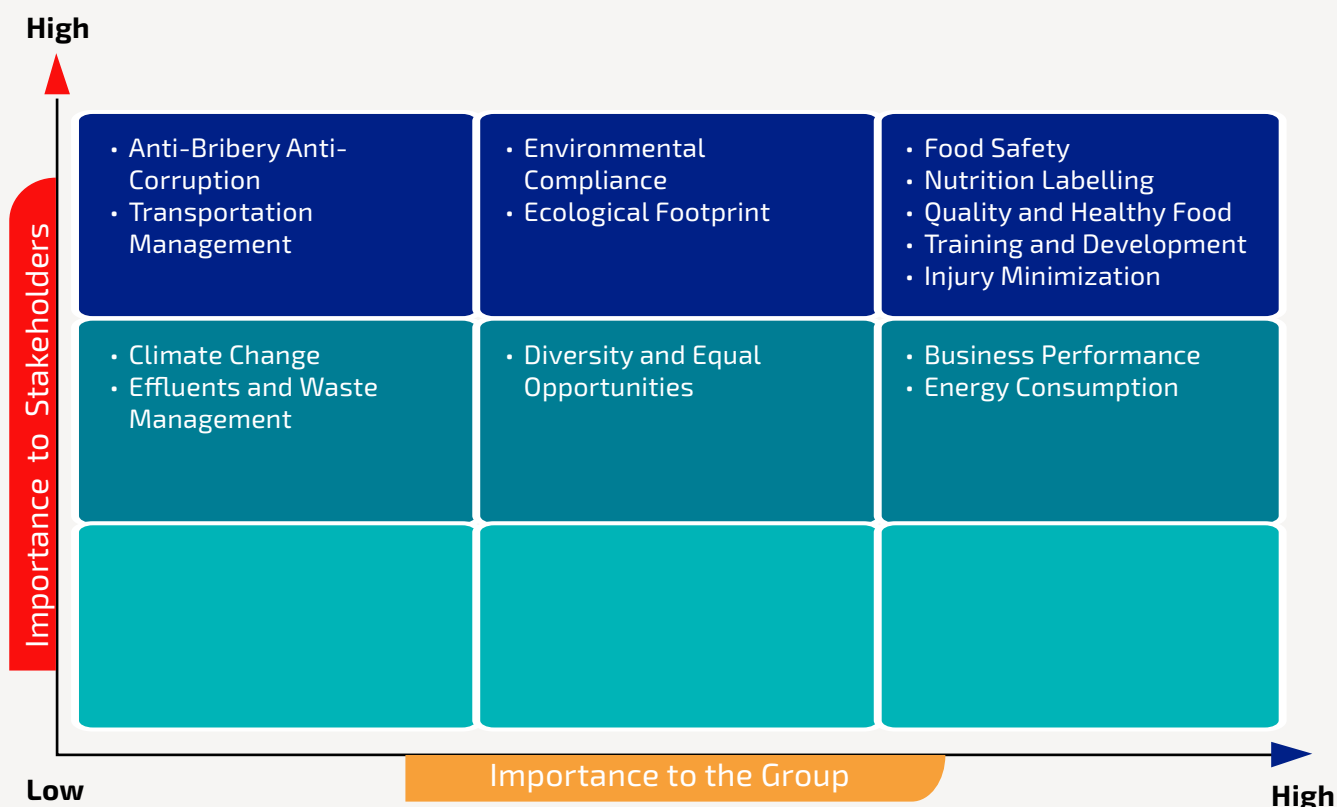 High
Importance to Stakeholders
• Anti-Bribery Anti-
Corruption
• Transportation
Management
• Environmental
Compliance
• Ecological Footprint
• Food Safety
• Nutrition Labelling
• Quality and Healthy Food
• Training and Development
• Injury Minimization
• Climate Change
• Effluents and Waste
Management
• Diversity and Equal
Opportunities
• Business Performance
• Energy Consumption
Low
Importance to the Group
High